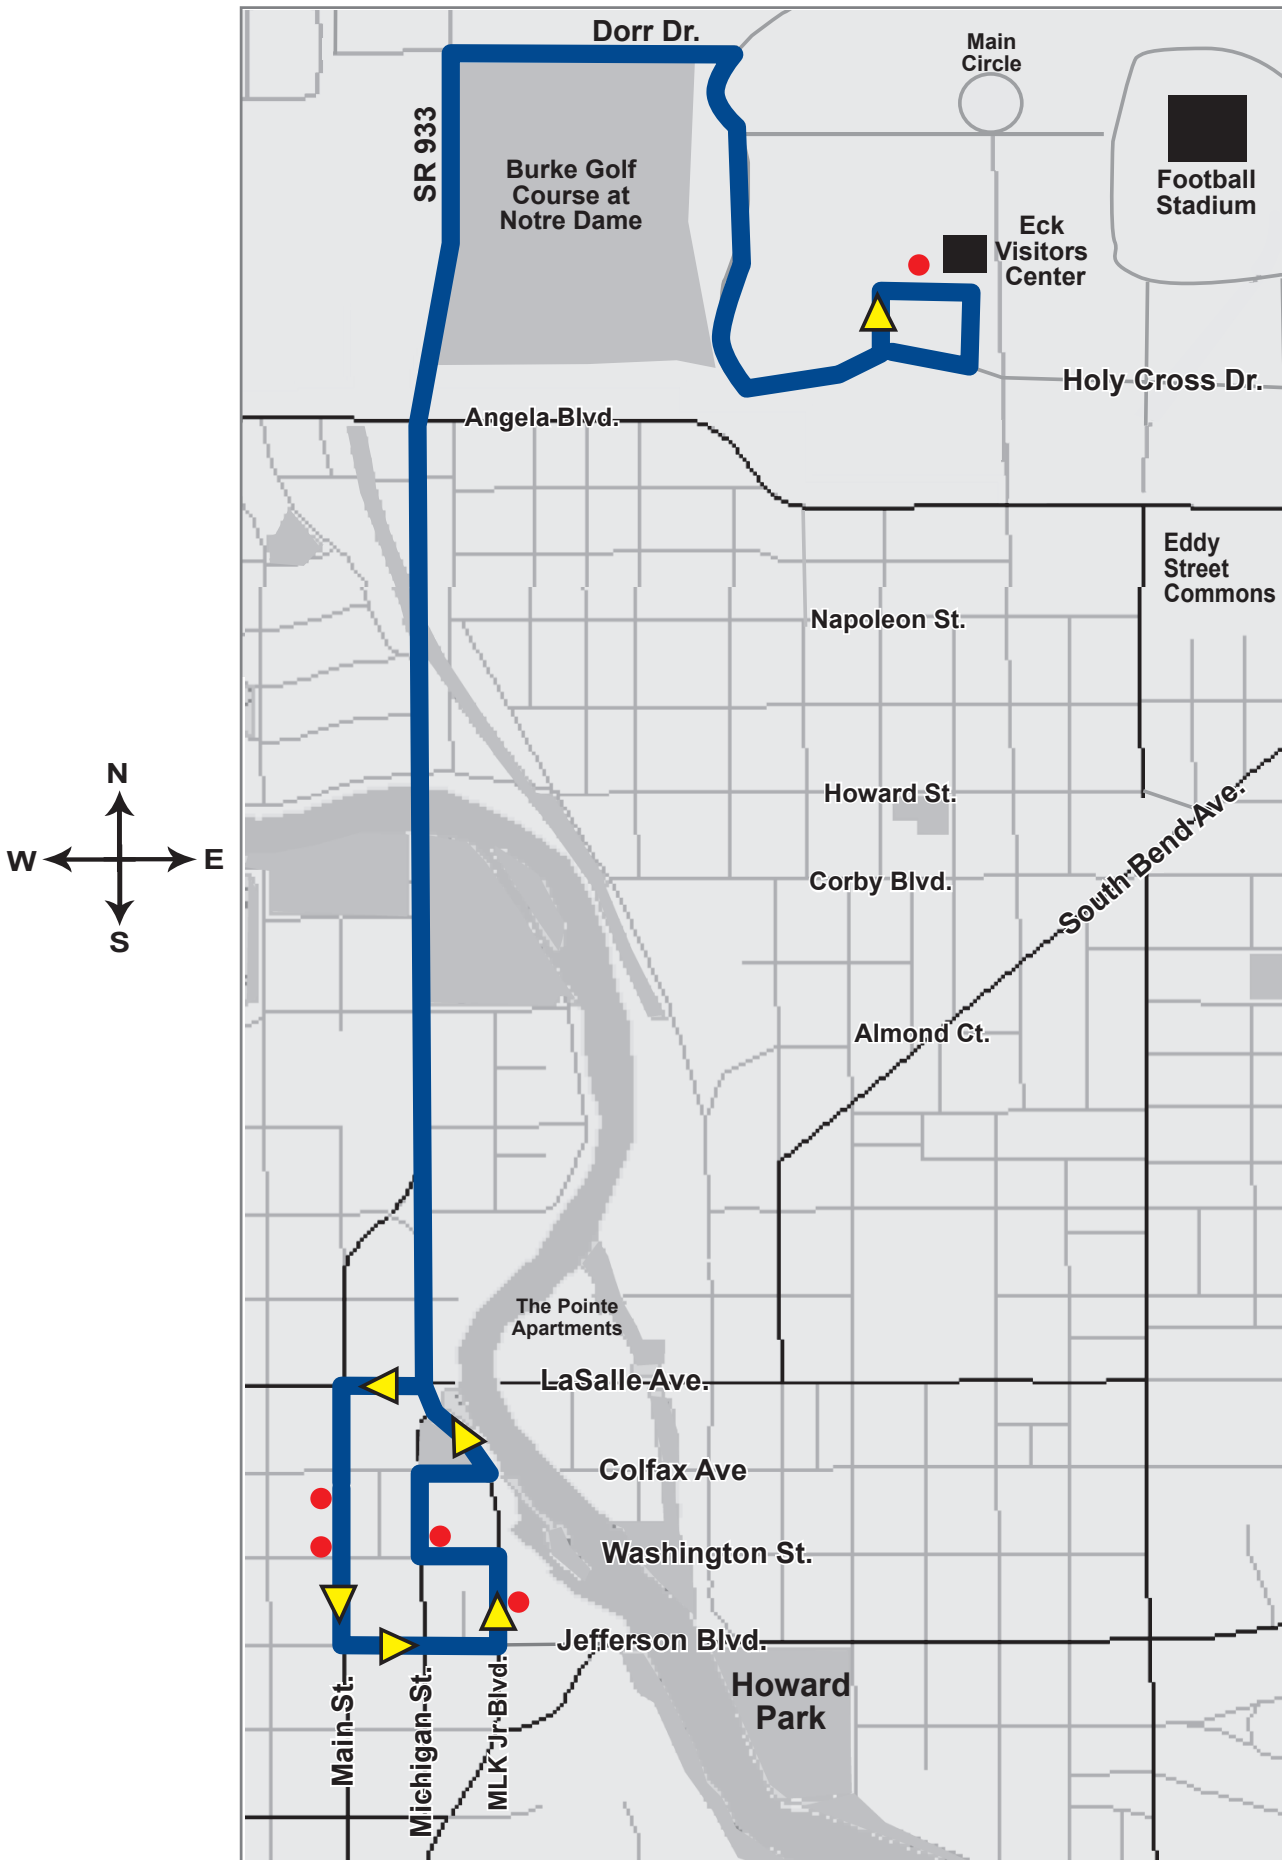 Dorr Dr.
Main
Circle
SR 933
Burke Golf
Course at
Notre Dame
Football
Stadium
Eck
Visitors
Center
Holy Cross Dr.
Angela Blvd.
Eddy
Street
Commons
Napoleon St.
N
W
E
S
Howard St.
South Bend Ave.
Corby Blvd.
Almond Ct.
The Pointe
Apartments
LaSalle Ave.
Colfax Ave
Washington St.
Jefferson Blvd.
Main St.
Michigan St.
MLK Jr Blvd.
Howard
Park